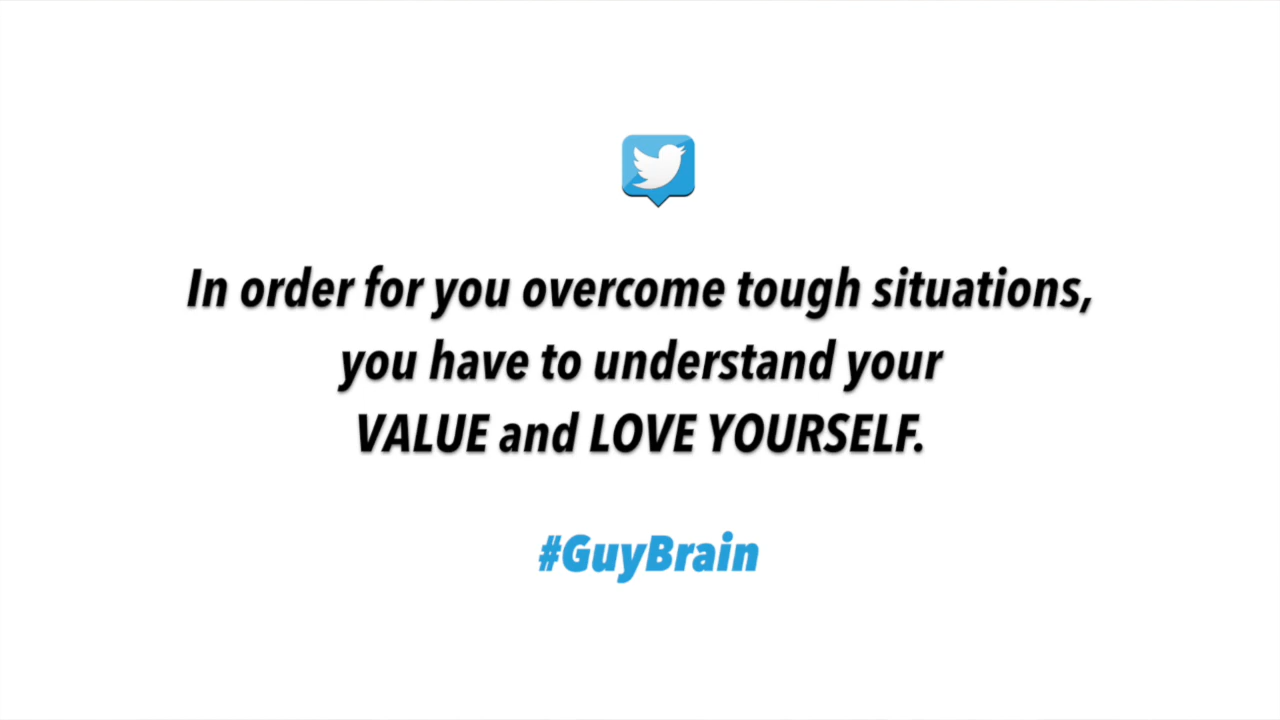 In order for you overcome tough situations,
you have to understand your
VALUE and LOVE YOURSELF.
#GuyBrain